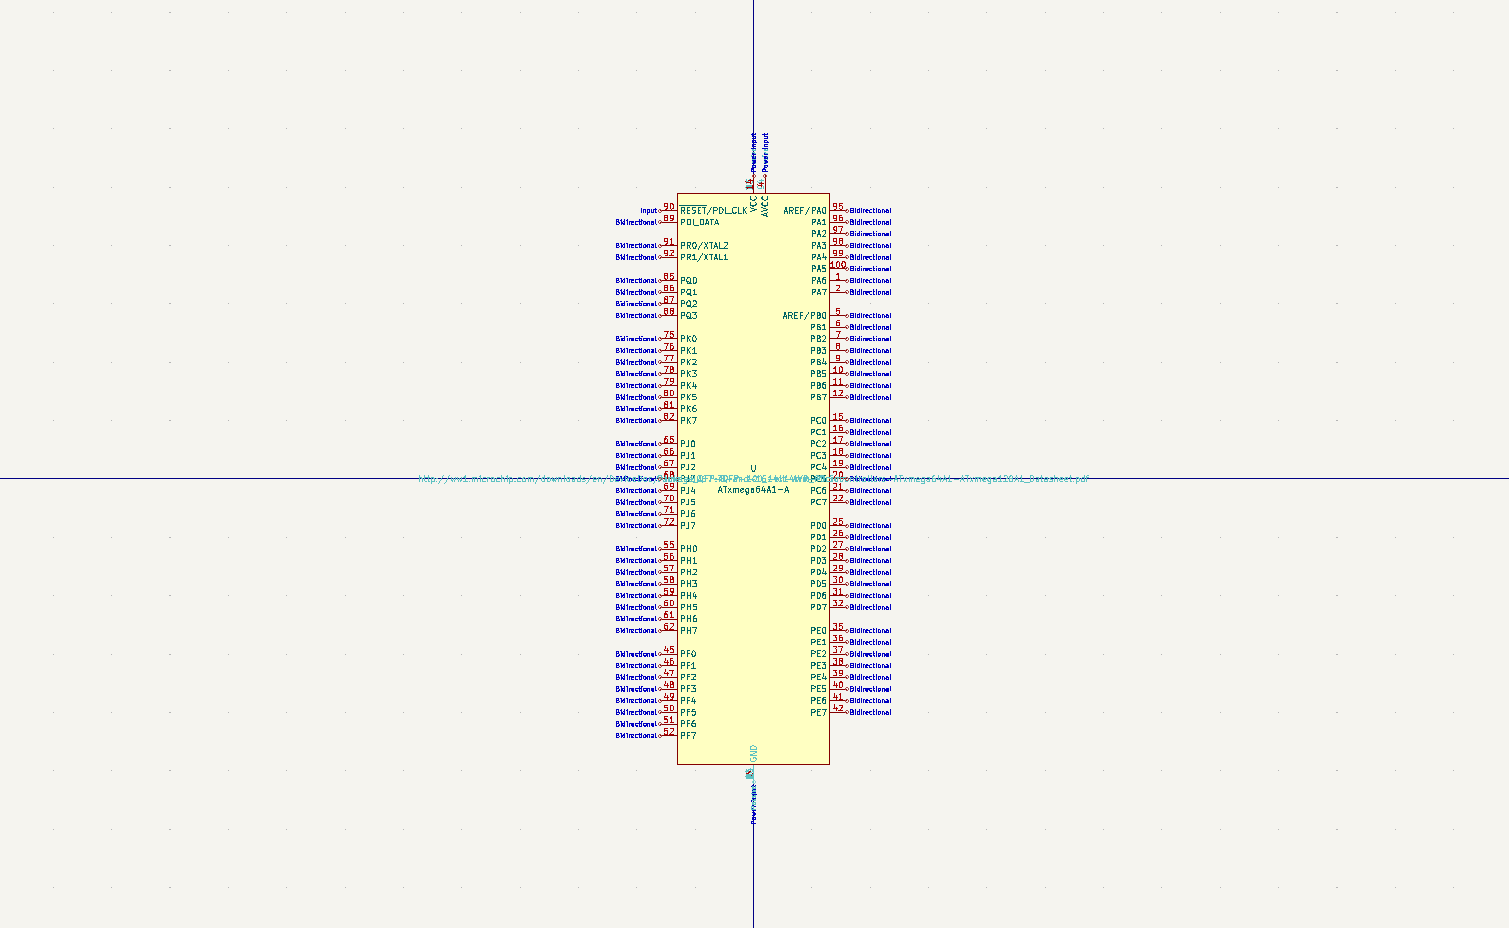 Power Input Power Input
VCC AVCC
Input 90 RESET/PDI_CLK AREF/PA0 95 Bidirectional
Bidirectional 89 PDI_DATA PA1 96 Bidirectional
PA2 97 Bidirectional
Bidirectional 91 PR0/XTAL2 PA3 98 Bidirectional
Bidirectional 92 PR1/XTAL1 PA4 99 Bidirectional
PA5 100 Bidirectional
Bidirectional 85 PQ0 PA6 1 Bidirectional
Bidirectional 86 PQ1 PA7 2 Bidirectional
Bidirectional 87 PQ2
Bidirectional 88 PQ3 AREF/PB0 5 Bidirectional
PB1 6 Bidirectional
Bidirectional 75 PK0 PB2 7 Bidirectional
Bidirectional 76 PK1 PB3 8 Bidirectional
Bidirectional 77 PK2 PB4 9 Bidirectional
Bidirectional 78 PK3 PB5 10 Bidirectional
Bidirectional 79 PK4 PB6 11 Bidirectional
Bidirectional 80 PK5 PB7 12 Bidirectional
Bidirectional 81 PK6
Bidirectional 82 PK7 PC0 15 Bidirectional
PC1 16 Bidirectional
Bidirectional 65 PJ0 PC2 17 Bidirectional
Bidirectional 66 PJ1 PC3 18 Bidirectional
Bidirectional 67 PJ2 U PC4 19 Bidirectional
68 20
Bidirectional 69 PJ4 ATxmega64A1-A PC6 21 Bidirectional
Bidirectional 70 PJ5 PC7 22 Bidirectional
Bidirectional 71 PJ6
Bidirectional 72 PJ7 PD0 25 Bidirectional
PD1 26 Bidirectional
Bidirectional 55 PH0 PD2 27 Bidirectional
Bidirectional 56 PH1 PD3 28 Bidirectional
Bidirectional 57 PH2 PD4 29 Bidirectional
Bidirectional 58 PH3 PD5 30 Bidirectional
Bidirectional 59 PH4 PD6 31 Bidirectional
Bidirectional 60 PH5 PD7 32 Bidirectional
Bidirectional 61 PH6
Bidirectional 62 PH7 PE0 35 Bidirectional
PE1 36 Bidirectional
Bidirectional 45 PF0 PE2 37 Bidirectional
Bidirectional 46 PF1 PE3 38 Bidirectional
Bidirectional 47 PF2 PE4 39 Bidirectional
Bidirectional 48 PF3 PE5 40 Bidirectional
Bidirectional 49 PF4 PE6 41 Bidirectional
Bidirectional 50 PF5 PE7 42 Bidirectional
Bidirectional 51 PF6
Bidirectional 52 PF7
GND
Power Input